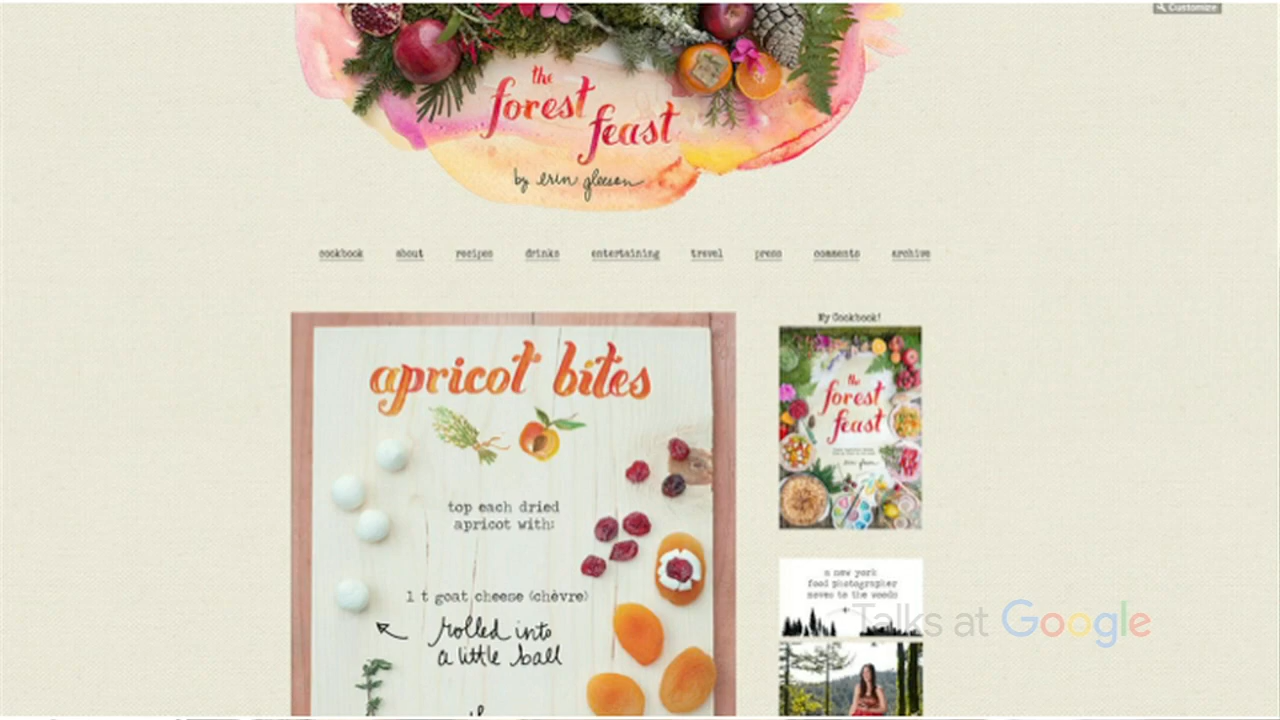 Customize
the
forest
feast
by erin gleeson
cookbook about recipes drinks entertaining travel press comments archive
My Cookbook!
apricot bites
the
forest
feast
erin gleeson
top each dried
apricot with:
1 t goat cheese (chèvre)
rolled into
a little ball
a new york
food photographer
moves to the woods
Talks at Google